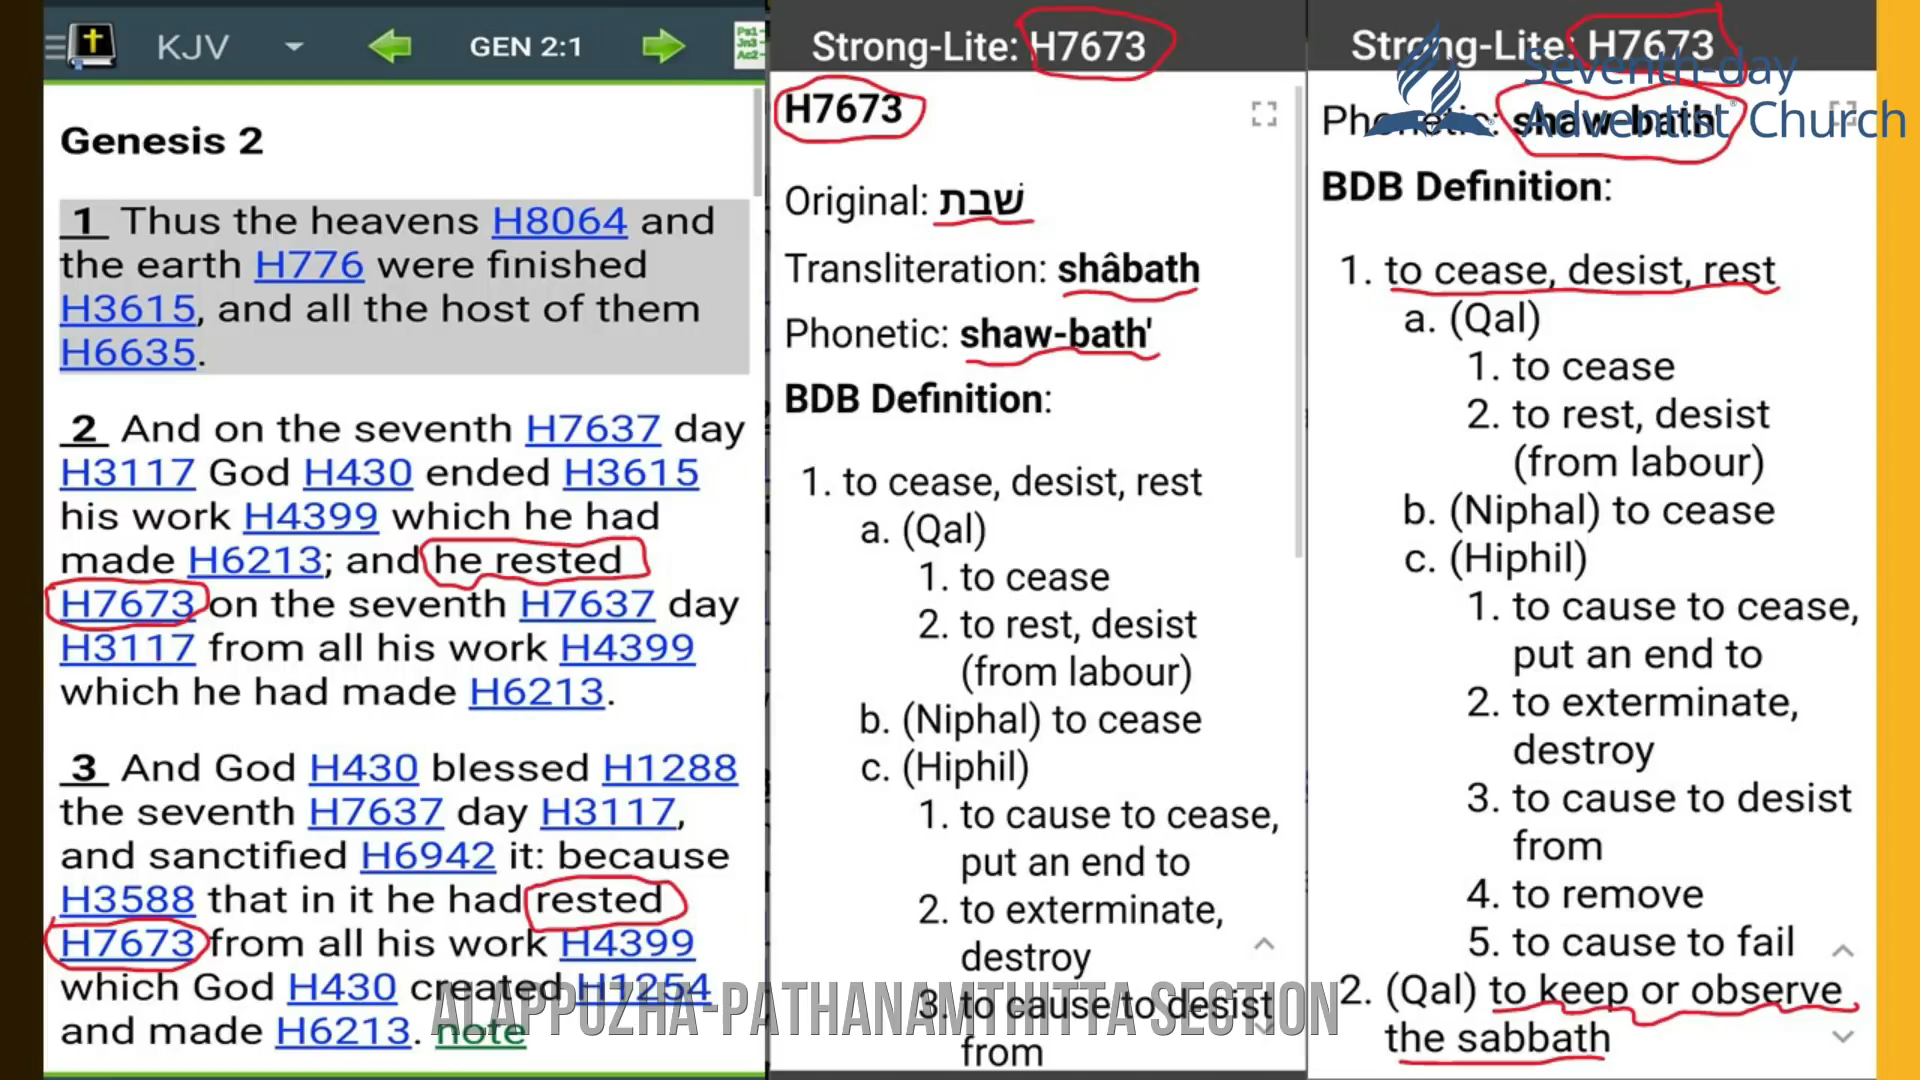 KJV
GEN 2:1
Genesis 2
1 Thus the heavens H8064 and
the earth H776 were finished
H3615, and all the host of them
H6635.
2 And on the seventh H7637 day
H3117 God H430 ended H3615
his work H4399 which he had
made H6213; and he rested
H7673 on the seventh H7637 day
H3117 from all his work H4399
which he had made H6213.
3 And God H430 blessed H1288
the seventh H7637 day H3117,
and sanctified H6942 it: because
H3588 that in it he had rested
H7673 from all his work H4399
which God H430 created H1254
and made H6213. note
Strong-Lite: H7673
H7673
Original: שׁבת
Transliteration: shâbath
Phonetic: shaw-bath'
BDB Definition:
1. to cease, desist, rest
a. (Qal)
1. to cease
2. to rest, desist
(from labour)
b. (Niphal) to cease
c. (Hiphil)
1. to cause to cease,
put an end to
2. to exterminate,
destroy
3. to cause to desist
from
Strong-Lite: H7673
Phonetic: shaw-bath'
BDB Definition:
1. to cease, desist, rest
a. (Qal)
1. to cease
2. to rest, desist
(from labour)
b. (Niphal) to cease
c. (Hiphil)
1. to cause to cease,
put an end to
2. to exterminate,
destroy
3. to cause to desist
from
4. to remove
5. to cause to fail
2. (Qal) to keep or observe
the sabbath
Seventh-day
Adventist® Church
ALAPPUZHA-PATHANAMTHITTA SECTION